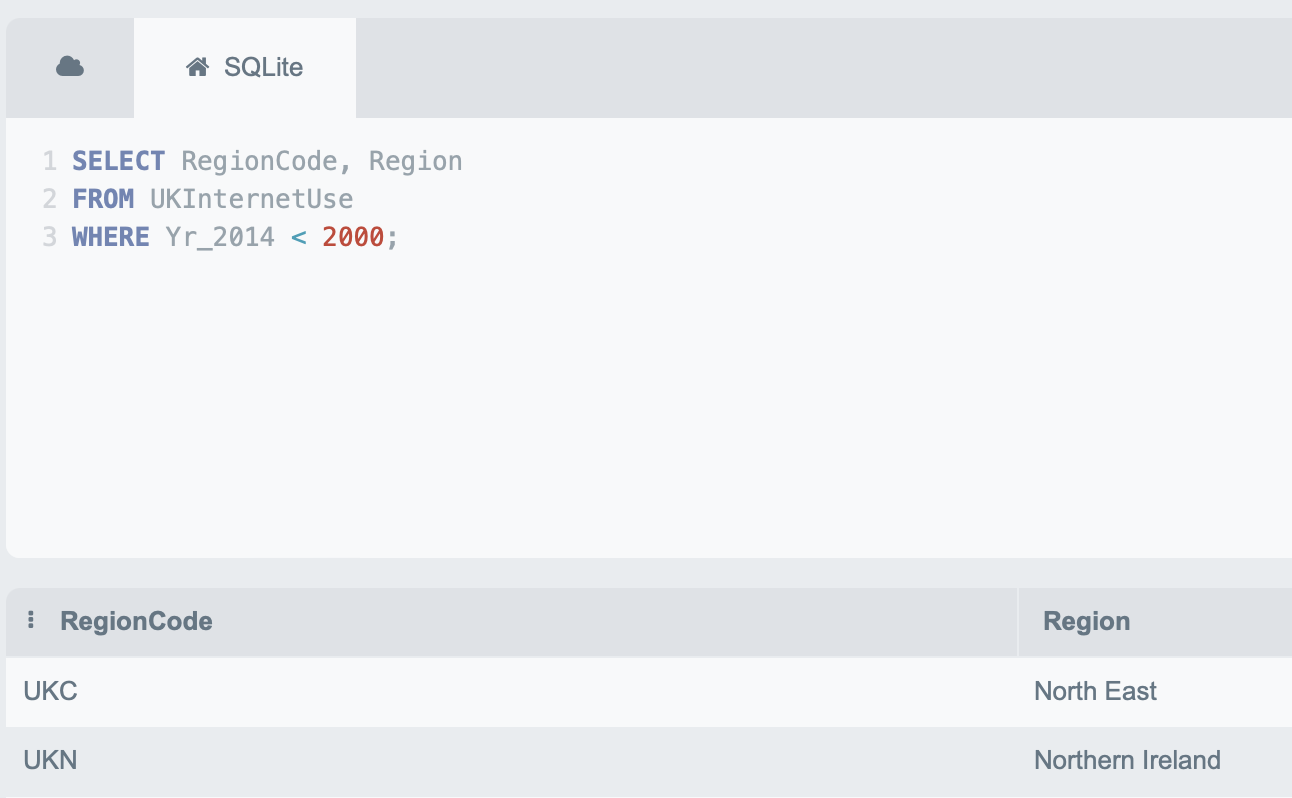 SQLite
1 SELECT RegionCode, Region
2 FROM UKInternetUse
3 WHERE Yr_2014 < 2000;
RegionCode Region
UKC North East
UKN Northern Ireland